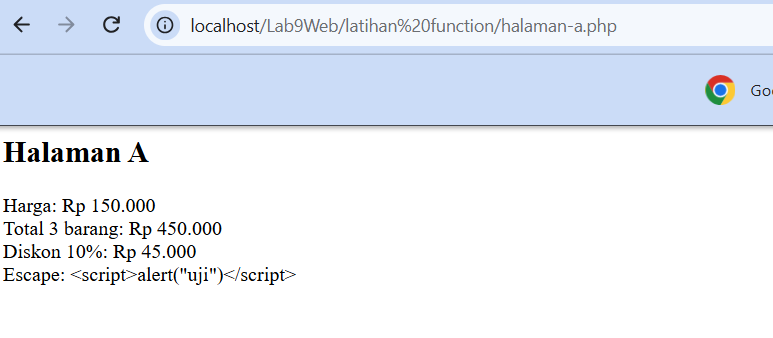 localhost/Lab9Web/latihan%20function/halaman-a.php
Halaman A
Harga: Rp 150.000
Total 3 barang: Rp 450.000
Diskon 10%: Rp 45.000
Escape: <script>alert("uji")</script>